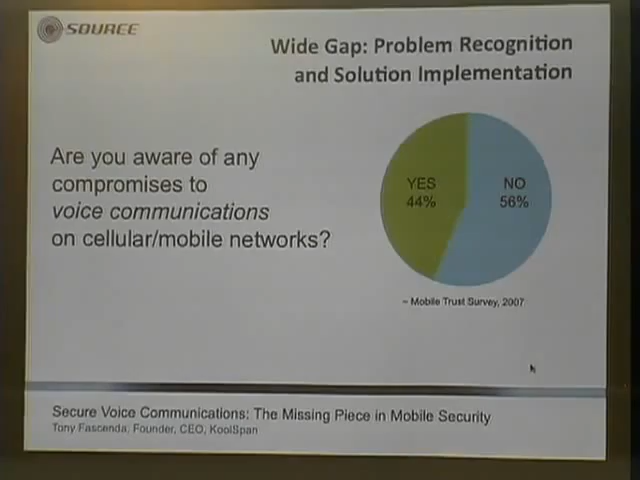 SOURCE
Wide Gap: Problem Recognition
and Solution Implementation
Are you aware of any
compromises to
voice communications
on cellular/mobile networks?
YES
44%
NO
56%
– Mobile Trust Survey, 2007
Secure Voice Communications: The Missing Piece in Mobile Security
Tony Fascenda, Founder, CEO, KoolSpan